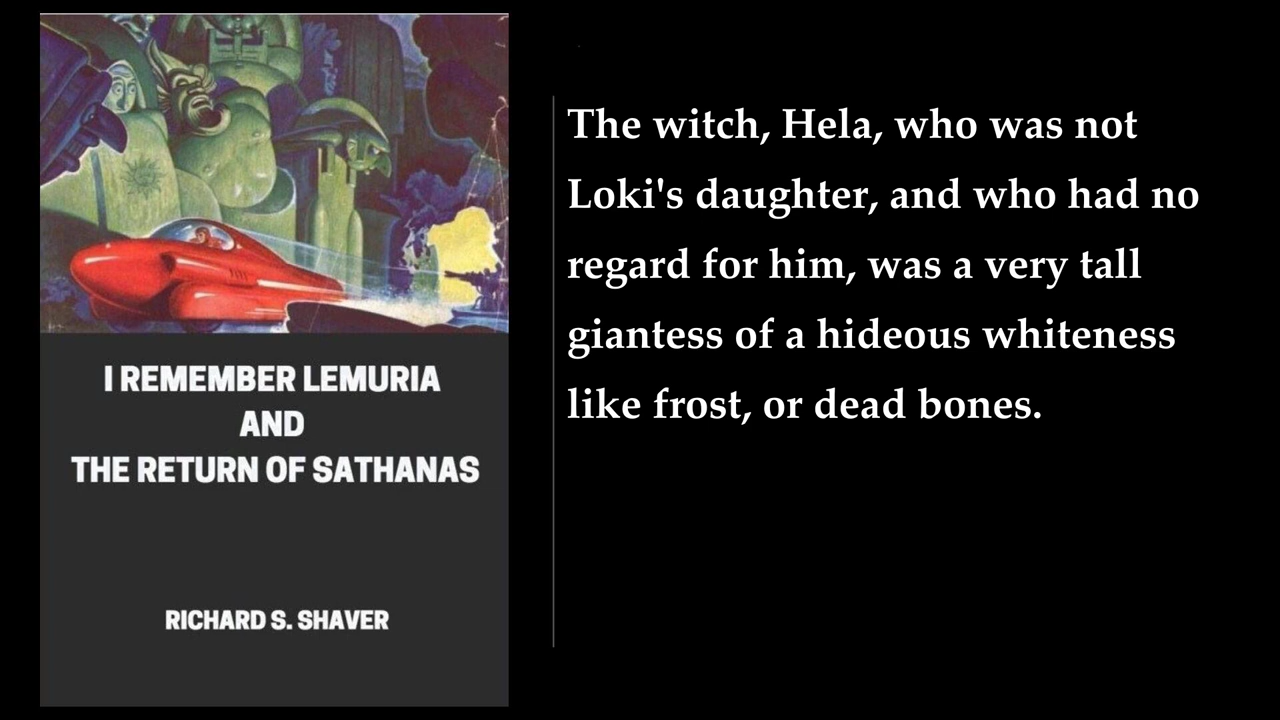 I REMEMBER LEMURIA
AND
THE RETURN OF SATHANAS
RICHARD S. SHAVER
The witch, Hela, who was not
Loki's daughter, and who had no
regard for him, was a very tall
giantess of a hideous whiteness
like frost, or dead bones.